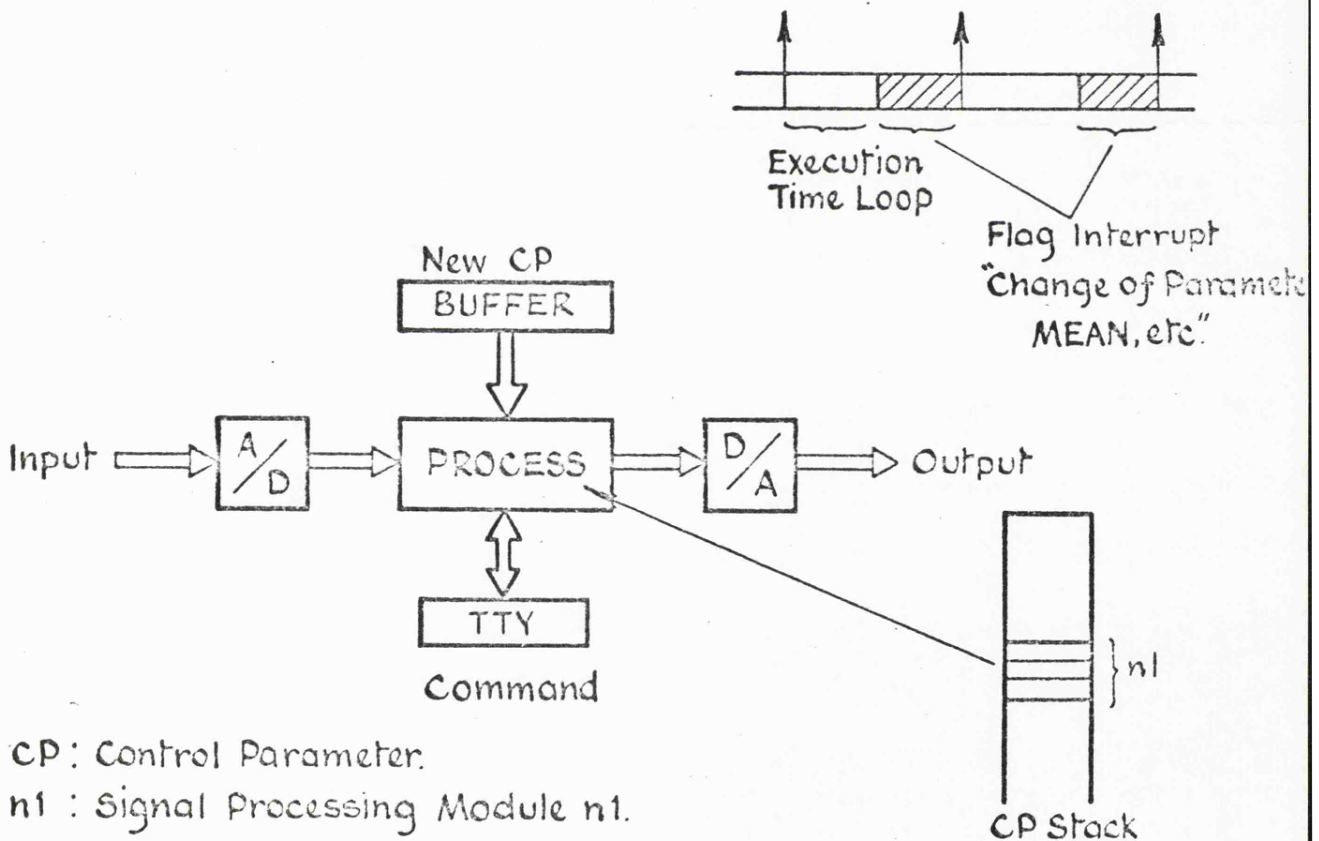 Execution
Time Loop
Flag Interrupt
"Change of Paramete
MEAN, etc."
New CP
BUFFER
Input
A/D
PROCESS
D/A
Output
TTY
Command
n1
CP: Control Parameter.
n1 : Signal Processing Module n1.
CP Stack